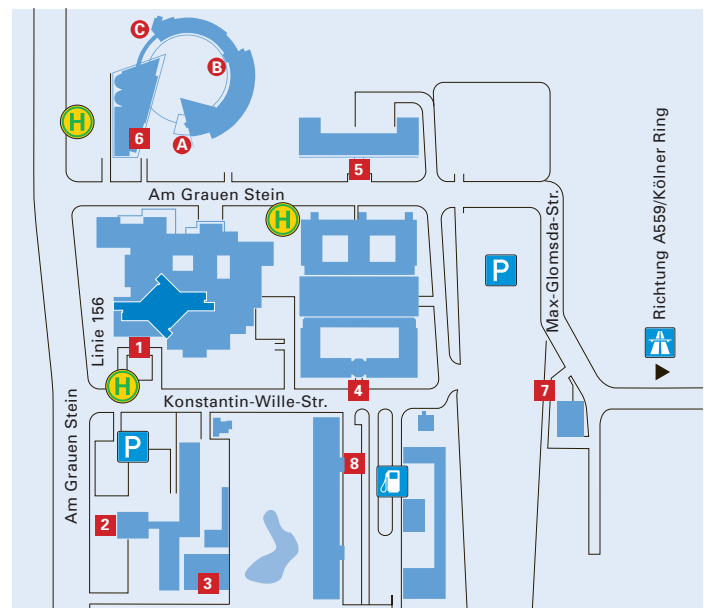 C
B
H
6
A
5
Am Grauen Stein
H
P
Max-Glomsda-Str.
Richtung A559/Kölner Ring
Linie 156
1
H
4
7
Konstantin-Wille-Str.
Am Grauen Stein
P
8
2
3